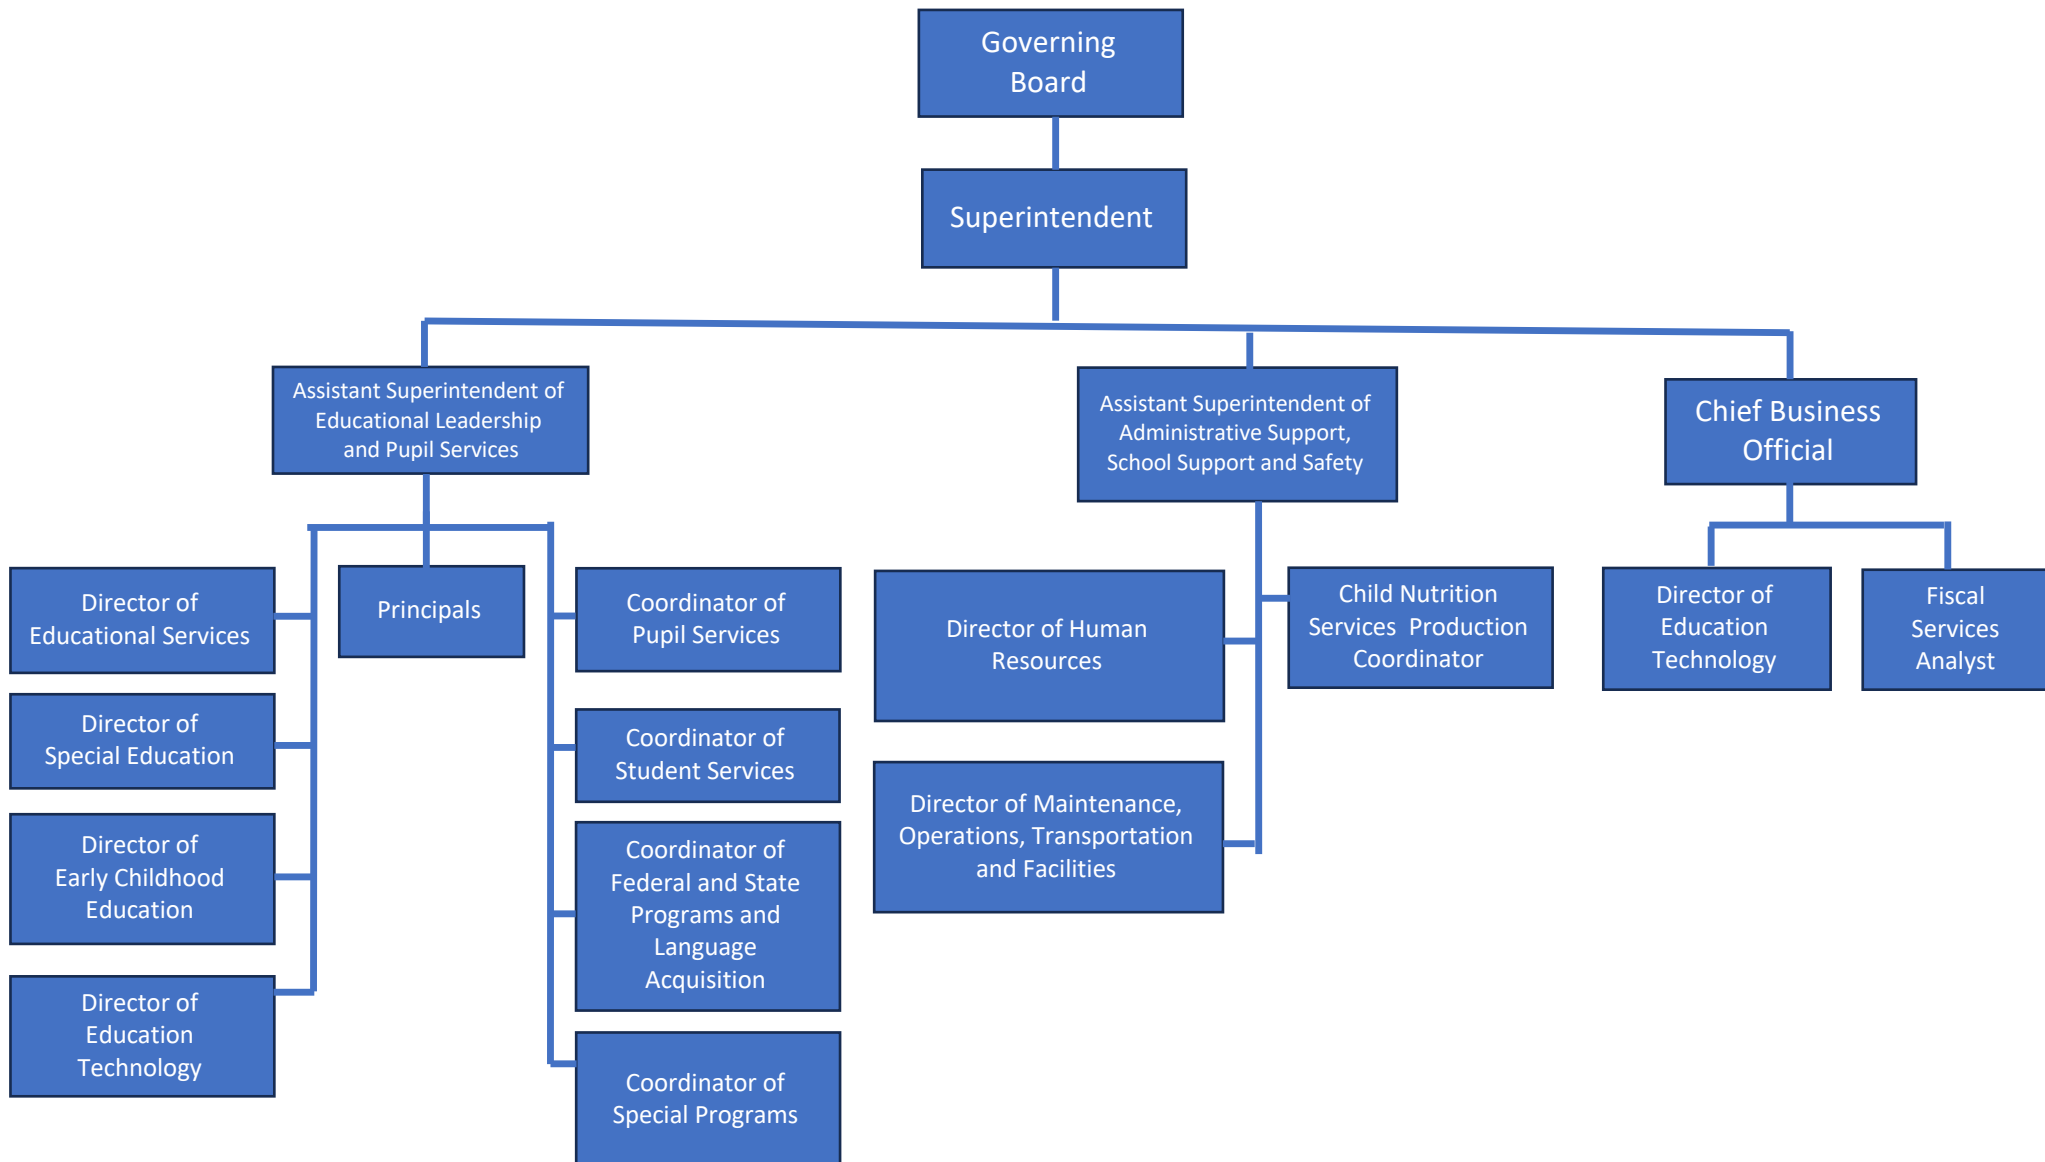 Governing
Board
Superintendent
Assistant Superintendent of
Educational Leadership
and Pupil Services
Assistant Superintendent of
Administrative Support,
School Support and Safety
Chief Business
Official
Director of
Educational Services
Principals
Coordinator of
Pupil Services
Director of
Special Education
Coordinator of
Student Services
Director of
Early Childhood
Education
Coordinator of
Federal and State
Programs and
Language
Acquisition
Director of
Education
Technology
Coordinator of
Special Programs
Director of Human
Resources
Child Nutrition
Services  Production
Coordinator
Director of Maintenance,
Operations, Transportation
and Facilities
Director of
Education
Technology
Fiscal
Services
Analyst